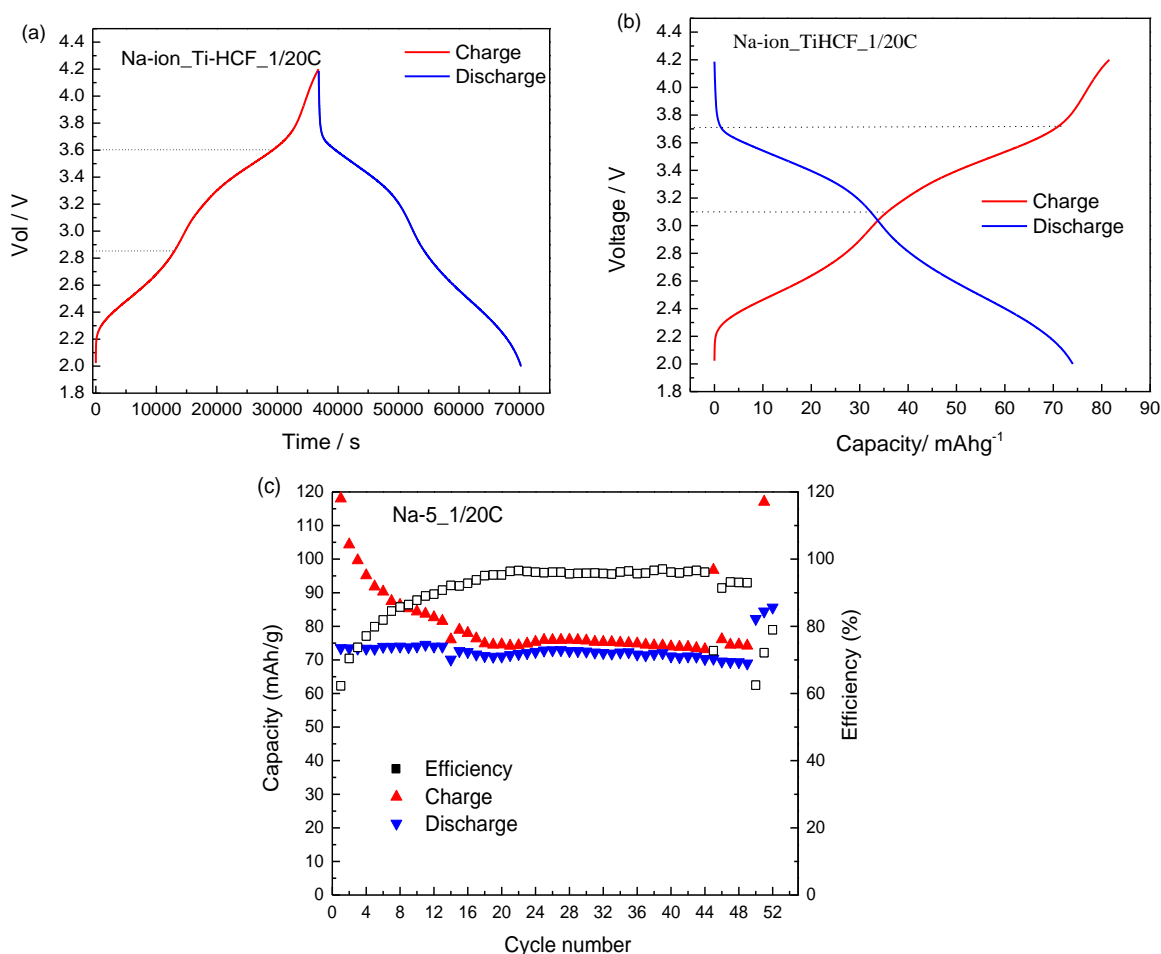 (a)
Na-ion_Ti-HCF_1/20C
Charge
Discharge
4.4
4.2
4.0
3.8
3.6
3.4
3.2
3.0
2.8
2.6
2.4
2.2
2.0
1.8
Vol / V
0 10000 20000 30000 40000 50000 60000 70000
Time / s
(b)
Na-ion_TiHCF_1/20C
Charge
Discharge
4.4
4.2
4.0
3.8
3.6
3.4
3.2
3.0
2.8
2.6
2.4
2.2
2.0
1.8
Voltage / V
0 10 20 30 40 50 60 70 80 90
Capacity/ mAhg⁻¹
(c)
Na-5_1/20C
Efficiency
Charge
Discharge
120
110
100
90
80
70
60
50
40
30
20
10
0
Capacity (mAh/g)
120
100
80
60
40
20
0
Efficiency (%)
0 4 8 12 16 20 24 28 32 36 40 44 48 52
Cycle number